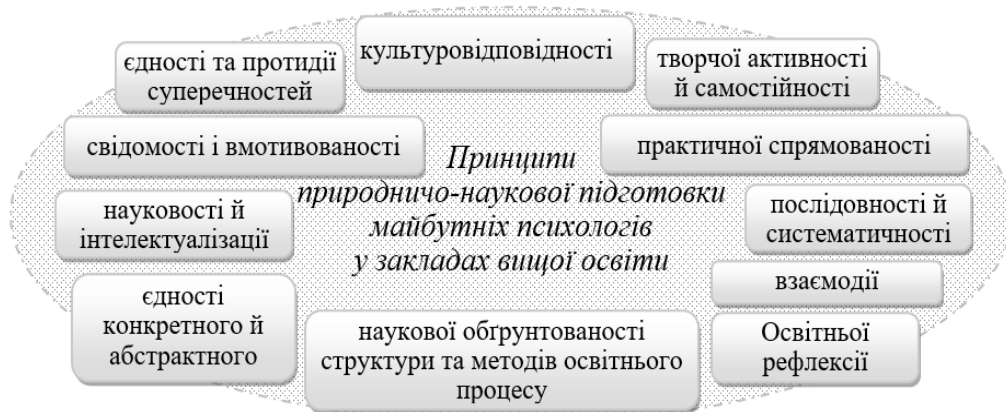 єдності та протидії
суперечностей
культуровідповідності
творчої активності
й самостійності
свідомості і вмотивованості
практичної спрямованості
Принципи
природничо-наукової підготовки
майбутніх психологів
у закладах вищої освіти
науковості й
інтелектуалізації
послідовності й
систематичності
взаємодії
єдності
конкретного й
абстрактного
наукової обґрунтованості
структури та методів освітнього
процесу
Освітньої
рефлексії